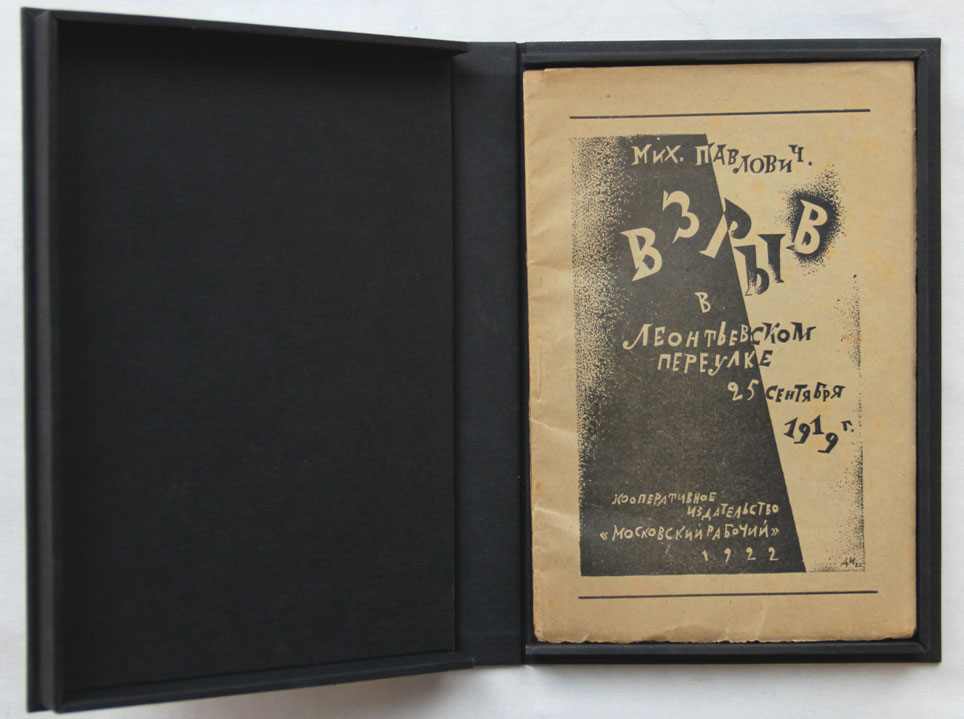 Мих. Павлович.
Взрыв
в
Леонтьевском
переулке
25 сентября
1919 г.
Кооперативное
издательство
«Московский рабочий»
1922